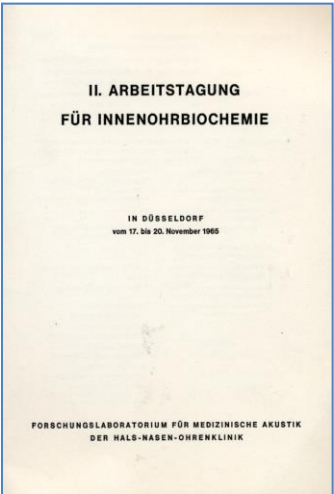 II. ARBEITSTAGUNG
FÜR INNENOHRBIOCHEMIE
IN DÜSSELDORF
vom 17. bis 20. November 1965
FORSCHUNGSLABORATORIUM FÜR MEDIZINISCHE AKUSTIK
DER HALS-NASEN-OHRENKLINIK